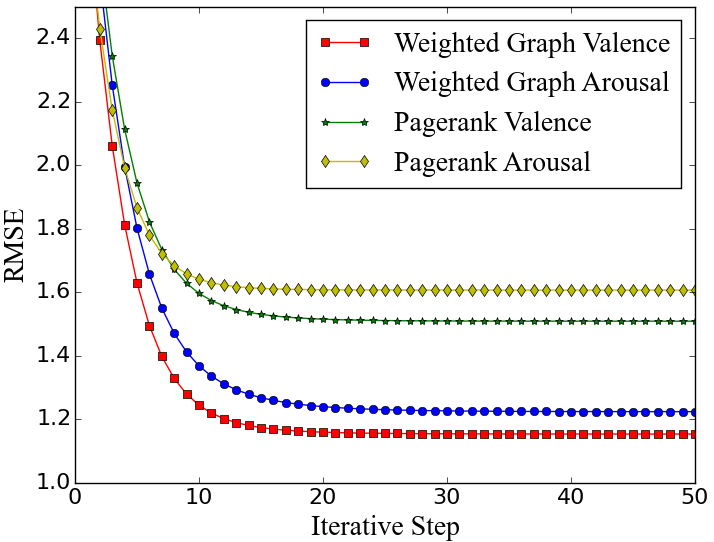 2.4
2.2
2.0
1.8
1.6
1.4
1.2
1.0
RMSE
Weighted Graph Valence
Weighted Graph Arousal
Pagerank Valence
Pagerank Arousal
0 10 20 30 40 50
Iterative Step